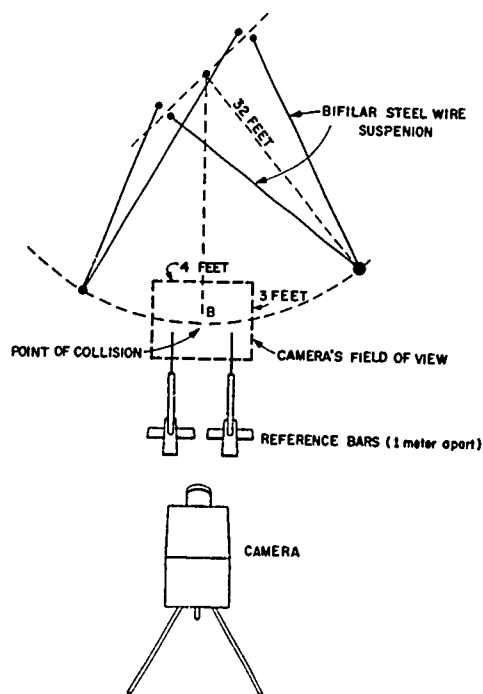 BIFILAR STEEL WIRE
SUSPENION
32 FEET
4 FEET
3 FEET
B
POINT OF COLLISION
CAMERA'S FIELD OF VIEW
REFERENCE BARS (1 meter apart)
CAMERA